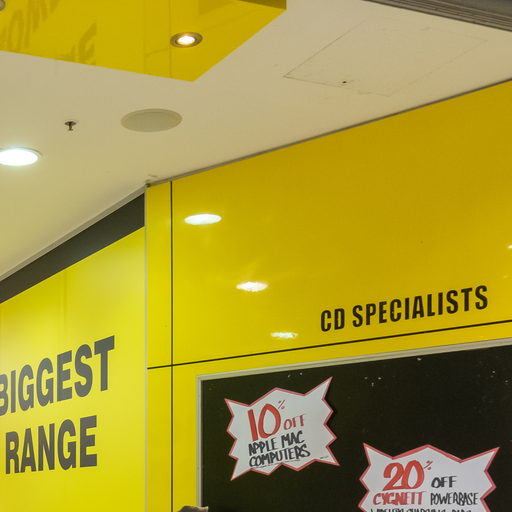 CD SPECIALISTS
BIGGEST
RANGE
10% OFF
APPLE MAC
COMPUTERS
20% OFF
CYGNETT POWERBASE